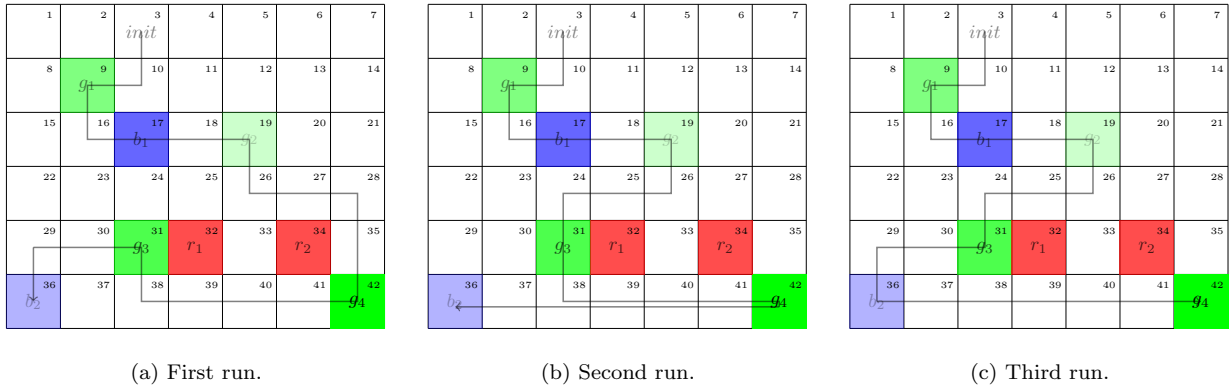 1 2 3 4 5 6 7
init
8 9 10 11 12 13 14
g₁
15 16 17 18 19 20 21
b₁ g₂
22 23 24 25 26 27 28
29 30 31 32 33 34 35
g₃ r₁ r₂
36 37 38 39 40 41 42
b₂ g₄
(a) First run.
1 2 3 4 5 6 7
init
8 9 10 11 12 13 14
g₁
15 16 17 18 19 20 21
b₁ g₂
22 23 24 25 26 27 28
29 30 31 32 33 34 35
g₃ r₁ r₂
36 37 38 39 40 41 42
b₂ g₄
(b) Second run.
1 2 3 4 5 6 7
init
8 9 10 11 12 13 14
g₁
15 16 17 18 19 20 21
b₁ g₂
22 23 24 25 26 27 28
29 30 31 32 33 34 35
g₃ r₁ r₂
36 37 38 39 40 41 42
b₂ g₄
(c) Third run.